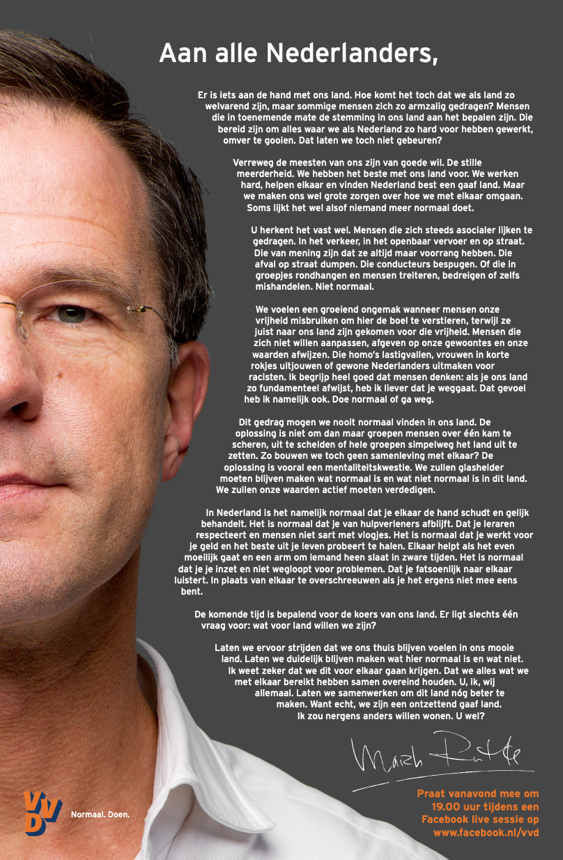 Aan alle Nederlanders,
Er is iets aan de hand met ons land. Hoe komt het toch dat we als land zo
welvarend zijn, maar sommige mensen zich zo armzalig gedragen? Mensen
die in toenemende mate de stemming in ons land aan het bepalen zijn. Die
bereid zijn om alles waar we als Nederland zo hard voor hebben gewerkt,
omver te gooien. Dat laten we toch niet gebeuren?
Verreweg de meesten van ons zijn van goede wil. De stille
meerderheid. We hebben het beste met ons land voor. We werken
hard, helpen elkaar en vinden Nederland best een gaaf land. Maar
we maken ons wel grote zorgen over hoe we met elkaar omgaan.
Soms lijkt het wel alsof niemand meer normaal doet.
U herkent het vast wel. Mensen die zich steeds asocialer lijken te
gedragen. In het verkeer, in het openbaar vervoer en op straat.
Die van mening zijn dat ze altijd maar voorrang hebben. Die
afval op straat dumpen. Die conducteurs bespugen. Of die in
groepjes rondhangen en mensen treiteren, bedreigen of zelfs
mishandelen. Niet normaal.
We voelen een groeiend ongemak wanneer mensen onze
vrijheid misbruiken om hier de boel te verstieren, terwijl ze
juist naar ons land zijn gekomen voor die vrijheid. Mensen die
zich niet willen aanpassen, afgeven op onze gewoontes en onze
waarden afwijzen. Die homo's lastigvallen, vrouwen in korte
rokjes uitjouwen of gewone Nederlanders uitmaken voor
racisten. Ik begrijp heel goed dat mensen denken: als je ons land
zo fundamenteel afwijst, heb ik liever dat je weggaat. Dat gevoel
heb ik namelijk ook. Doe normaal of ga weg.
Dit gedrag mogen we nooit normaal vinden in ons land. De
oplossing is niet om dan maar groepen mensen over één kam te
scheren, uit te schelden of hele groepen simpelweg het land uit te
zetten. Zo bouwen we toch geen samenleving met elkaar? De
oplossing is vooral een mentaliteitskwestie. We zullen glashelder
moeten blijven maken wat normaal is en wat niet normaal is in dit land.
We zullen onze waarden actief moeten verdedigen.
In Nederland is het namelijk normaal dat je elkaar de hand schudt en gelijk
behandelt. Het is normaal dat je van hulpverleners afblijft. Dat je leraren
respecteert en mensen niet sart met vlogjes. Het is normaal dat je werkt voor
je geld en het beste uit je leven probeert te halen. Elkaar helpt als het even
moeilijk gaat en een arm om iemand heen slaat in zware tijden. Het is normaal
dat je je inzet en niet wegloopt voor problemen. Dat je fatsoenlijk naar elkaar
luistert. In plaats van elkaar te overschreeuwen als je het ergens niet mee eens
bent.
De komende tijd is bepalend voor de koers van ons land. Er ligt slechts één
vraag voor: wat voor land willen we zijn?
Laten we ervoor strijden dat we ons thuis blijven voelen in ons mooie
land. Laten we duidelijk blijven maken wat hier normaal is en wat niet.
Ik weet zeker dat we dit voor elkaar gaan krijgen. Dat we alles wat we
met elkaar bereikt hebben samen overeind houden. U, ik, wij
allemaal. Laten we samenwerken om dit land nóg beter te
maken. Want echt, we zijn een ontzettend gaaf land.
Ik zou nergens anders willen wonen. U wel?
Mark Rutte
Praat vanavond mee om
19.00 uur tijdens een
Facebook live sessie op
www.facebook.nl/vvd
VVD
Normaal. Doen.